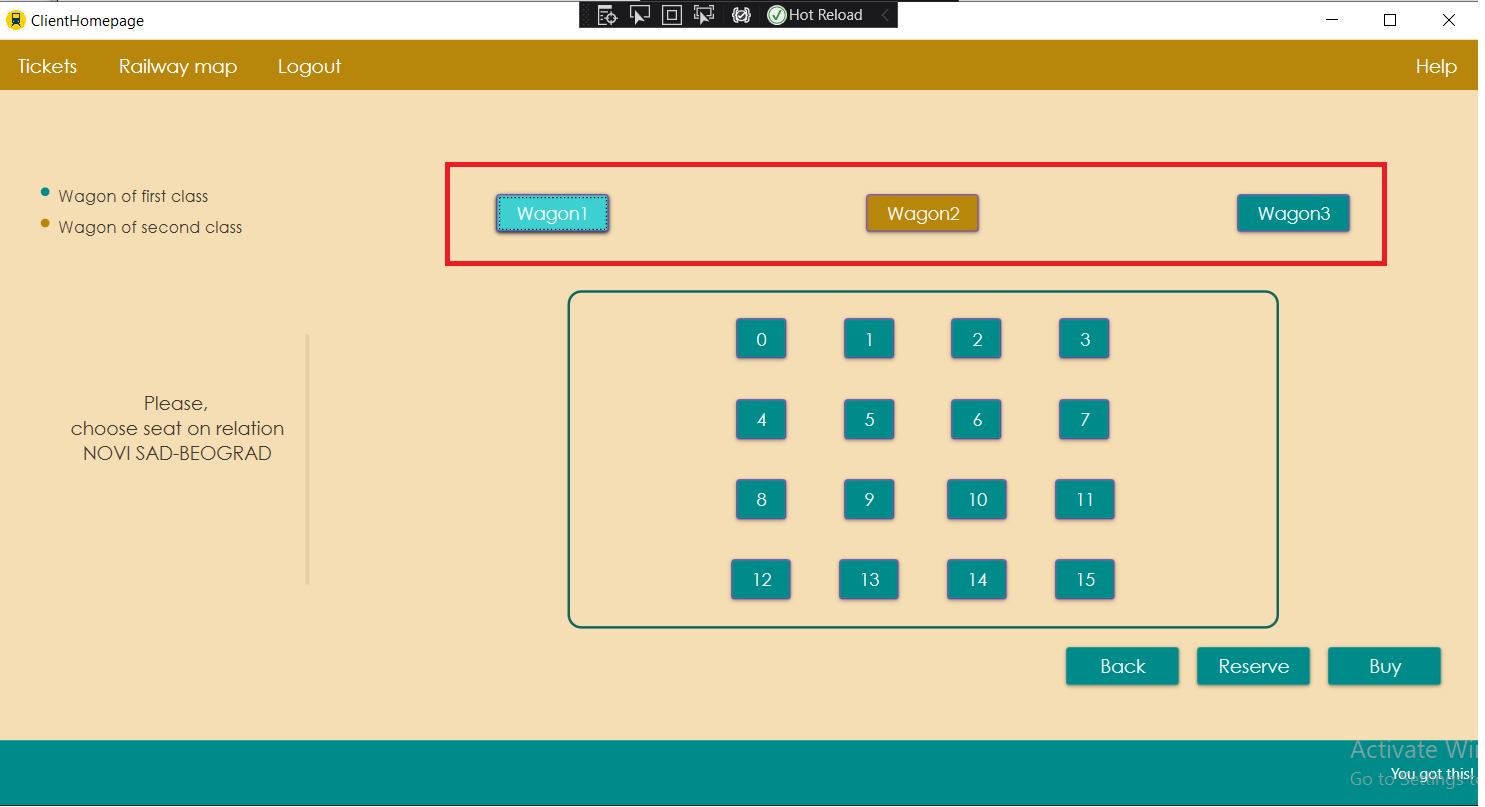 ClientHomepage
Hot Reload
Tickets Railway map Logout Help
Wagon of first class
Wagon of second class
Wagon1 Wagon2 Wagon3
0 1 2 3
4 5 6 7
8 9 10 11
12 13 14 15
Please,
choose seat on relation
NOVI SAD-BEOGRAD
Back Reserve Buy
Activate Wi
Go to Settings t
You got this!